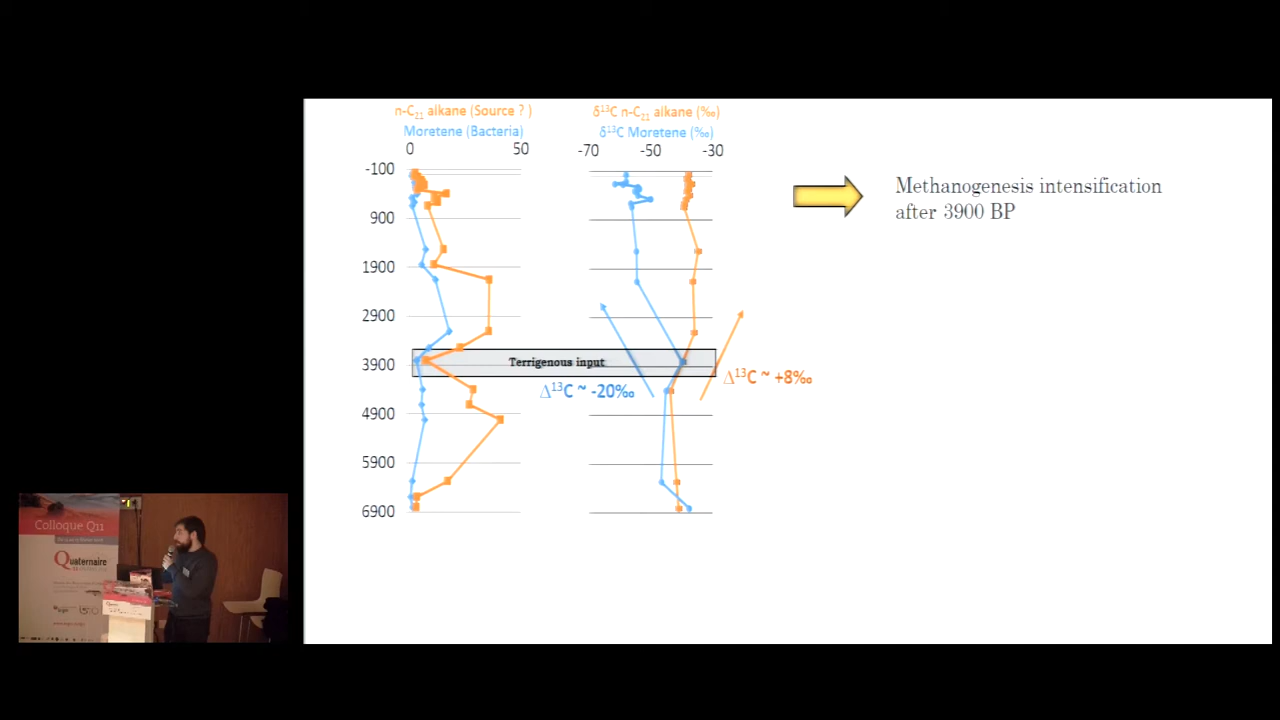 n-C21 alkane (Source ? )
Moretene (Bacteria)
0 50
δ13C n-C21 alkane (‰)
δ13C Moretene (‰)
-70 -50 -30
-100
900
1900
2900
3900
4900
5900
6900
Terrigenous input
Δ13C ~ -20‰
Δ13C ~ +8‰
Methanogenesis intensification
after 3900 BP
Colloque Q11
Quaternaire